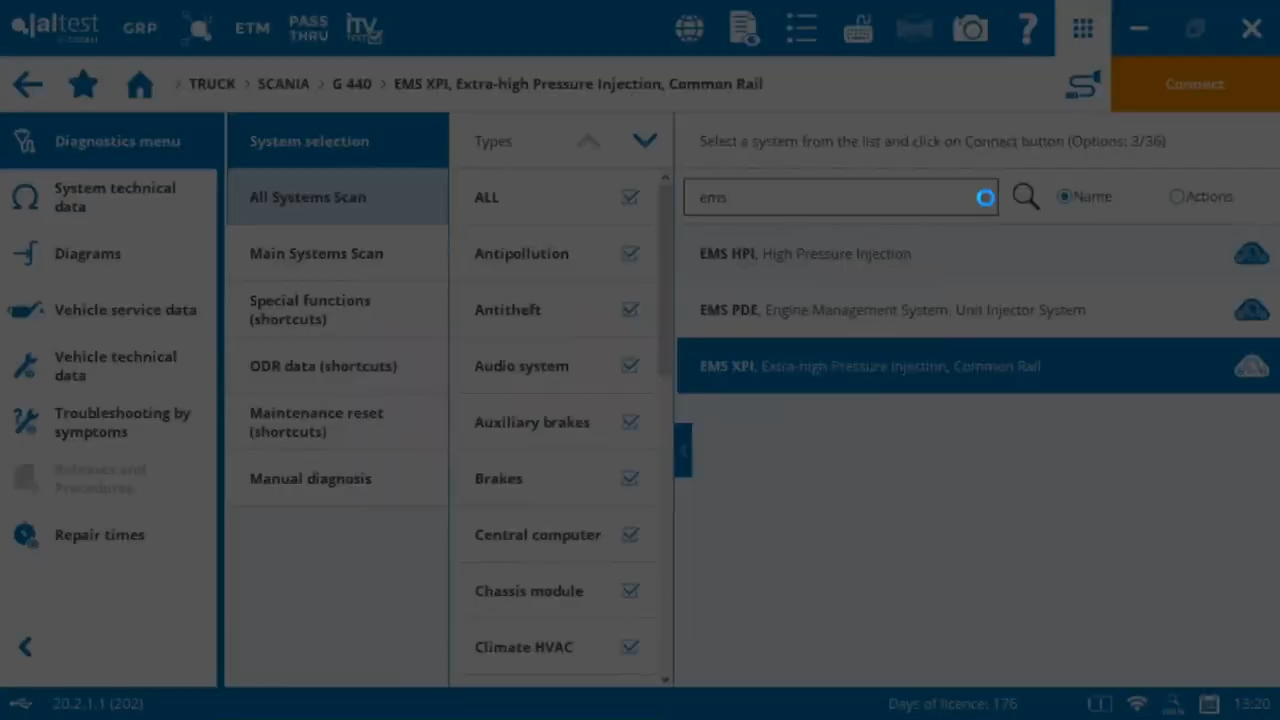 jaltest
GRP
ETM
PASS THRU
itv
TRUCK > SCANIA > G 440 > EMS XPI, Extra-high Pressure Injection, Common Rail
Connect
Diagnostics menu
System technical data
Diagrams
Vehicle service data
Vehicle technical data
Troubleshooting by symptoms
Releases and Procedures
Repair times
System selection
All Systems Scan
Main Systems Scan
Special functions (shortcuts)
ODR data (shortcuts)
Maintenance reset (shortcuts)
Manual diagnosis
Types
ALL
Antipollution
Antitheft
Audio system
Auxiliary brakes
Brakes
Central computer
Chassis module
Climate HVAC
Select a system from the list and click on Connect button (Options: 3/36)
ems
Name
Actions
EMS HPI, High Pressure Injection
EMS PDE, Engine Management System, Unit Injector System
EMS XPI, Extra-high Pressure Injection, Common Rail
20.2.1.1 (202)
Days of licence: 176
13:20